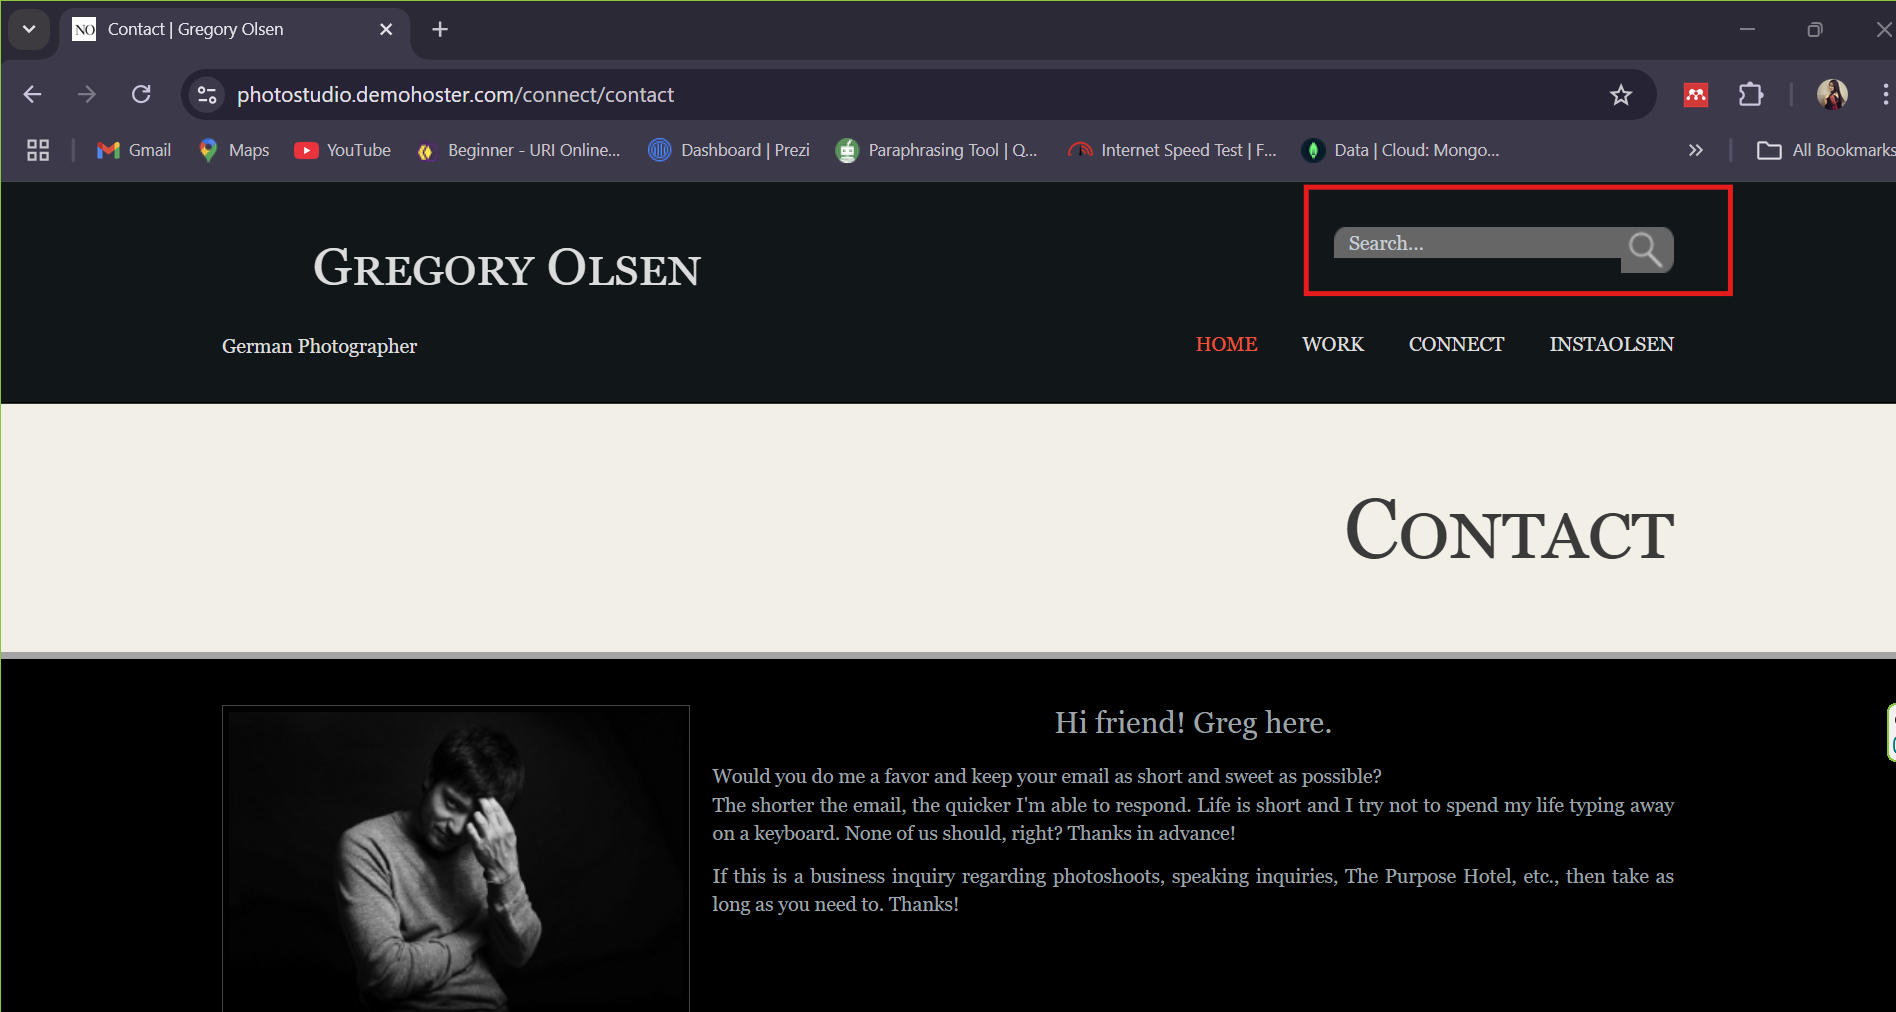 NO Contact | Gregory Olsen
photostudio.demohoster.com/connect/contact
Gmail Maps YouTube Beginner - URI Online... Dashboard | Prezi Paraphrasing Tool | Q... Internet Speed Test | F... Data | Cloud: Mongo... All Bookmarks
Search...
GREGORY OLSEN
German Photographer
HOME WORK CONNECT INSTAOLSEN
CONTACT
Hi friend! Greg here.
Would you do me a favor and keep your email as short and sweet as possible?
The shorter the email, the quicker I'm able to respond. Life is short and I try not to spend my life typing away
on a keyboard. None of us should, right? Thanks in advance!
If this is a business inquiry regarding photoshoots, speaking inquiries, The Purpose Hotel, etc., then take as
long as you need to. Thanks!